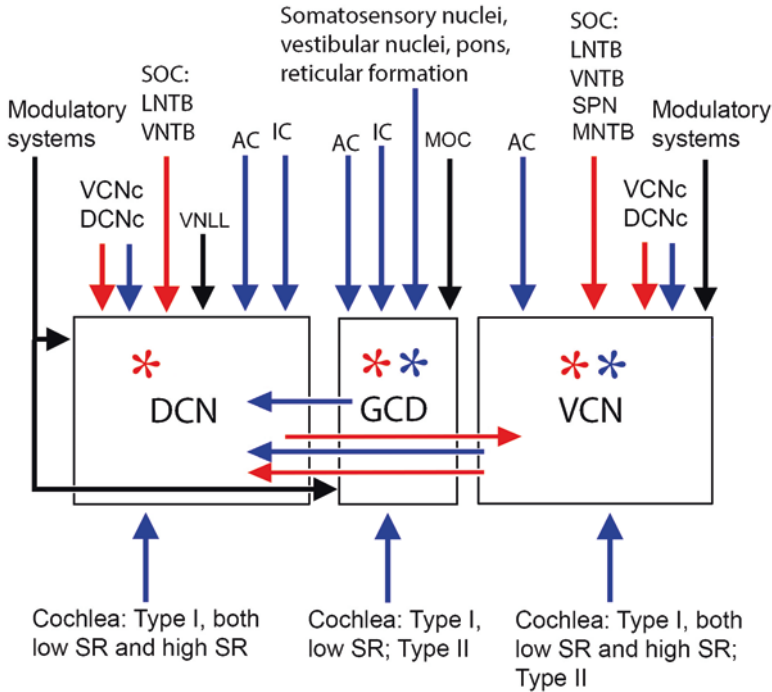 Somatosensory nuclei,
vestibular nuclei, pons,
reticular formation
Modulatory
systems
SOC:
LNTB
VNTB
VCNc
DCNc
VNLL
AC
IC
AC
IC
MOC
AC
SOC:
LNTB
VNTB
SPN
MNTB
Modulatory
systems
VCNc
DCNc
*
DCN
* *
GCD
* *
VCN
Cochlea: Type I, both
low SR and high SR
Cochlea: Type I,
low SR; Type II
Cochlea: Type I, both
low SR and high SR;
Type II